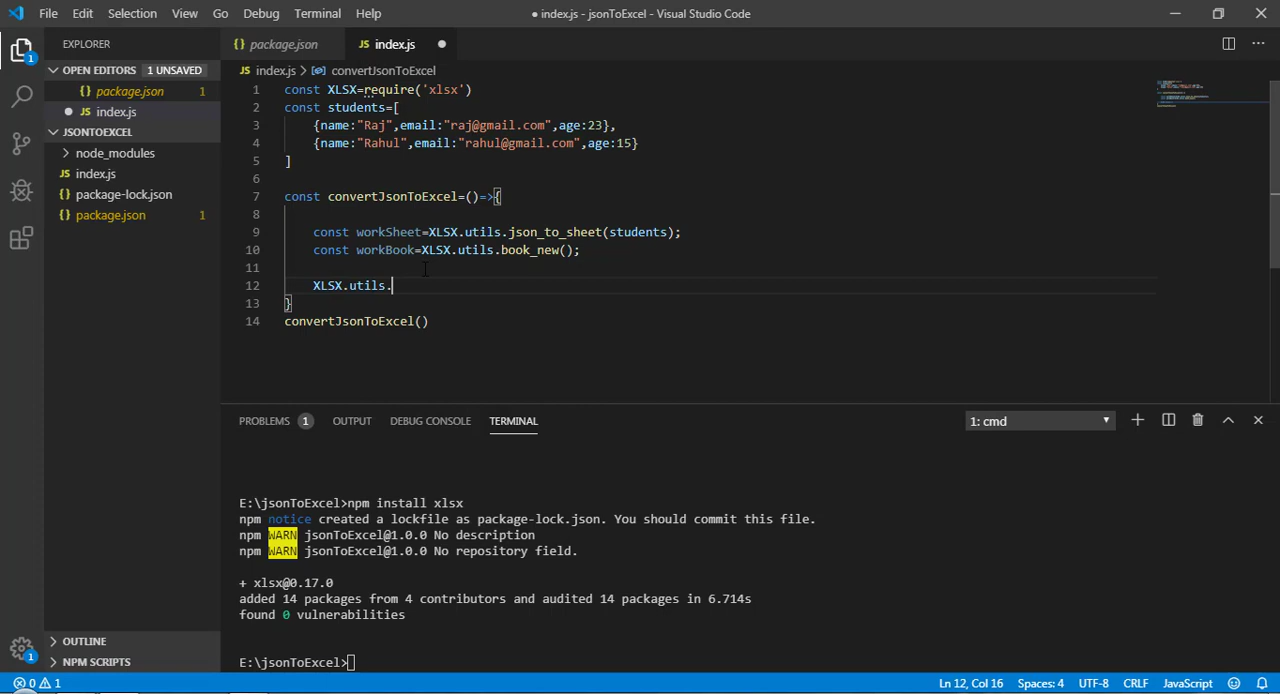 File Edit Selection View Go Debug Terminal Help
● index.js - jsonToExcel - Visual Studio Code
EXPLORER
OPEN EDITORS 1 UNSAVED
{} package.json 1
● JS index.js
JSONTOEXCEL
node_modules
JS index.js
{} package-lock.json
{} package.json 1
OUTLINE
NPM SCRIPTS
1
1
{} package.json JS index.js ●
JS index.js > convertJsonToExcel
1 const XLSX=require('xlsx')
2 const students=[
3 {name:"Raj",email:"raj@gmail.com",age:23},
4 {name:"Rahul",email:"rahul@gmail.com",age:15}
5 ]
6
7 const convertJsonToExcel=()=>{
8
9 const workSheet=XLSX.utils.json_to_sheet(students);
10 const workBook=XLSX.utils.book_new();
11
12 XLSX.utils.
13 }
14 convertJsonToExcel()
PROBLEMS 1 OUTPUT DEBUG CONSOLE TERMINAL 1: cmd
E:\jsonToExcel>npm install xlsx
npm notice created a lockfile as package-lock.json. You should commit this file.
npm WARN jsonToExcel@1.0.0 No description
npm WARN jsonToExcel@1.0.0 No repository field.
+ xlsx@0.17.0
added 14 packages from 4 contributors and audited 14 packages in 6.714s
found 0 vulnerabilities
E:\jsonToExcel>
0 1 Ln 12, Col 16 Spaces: 4 UTF-8 CRLF JavaScript